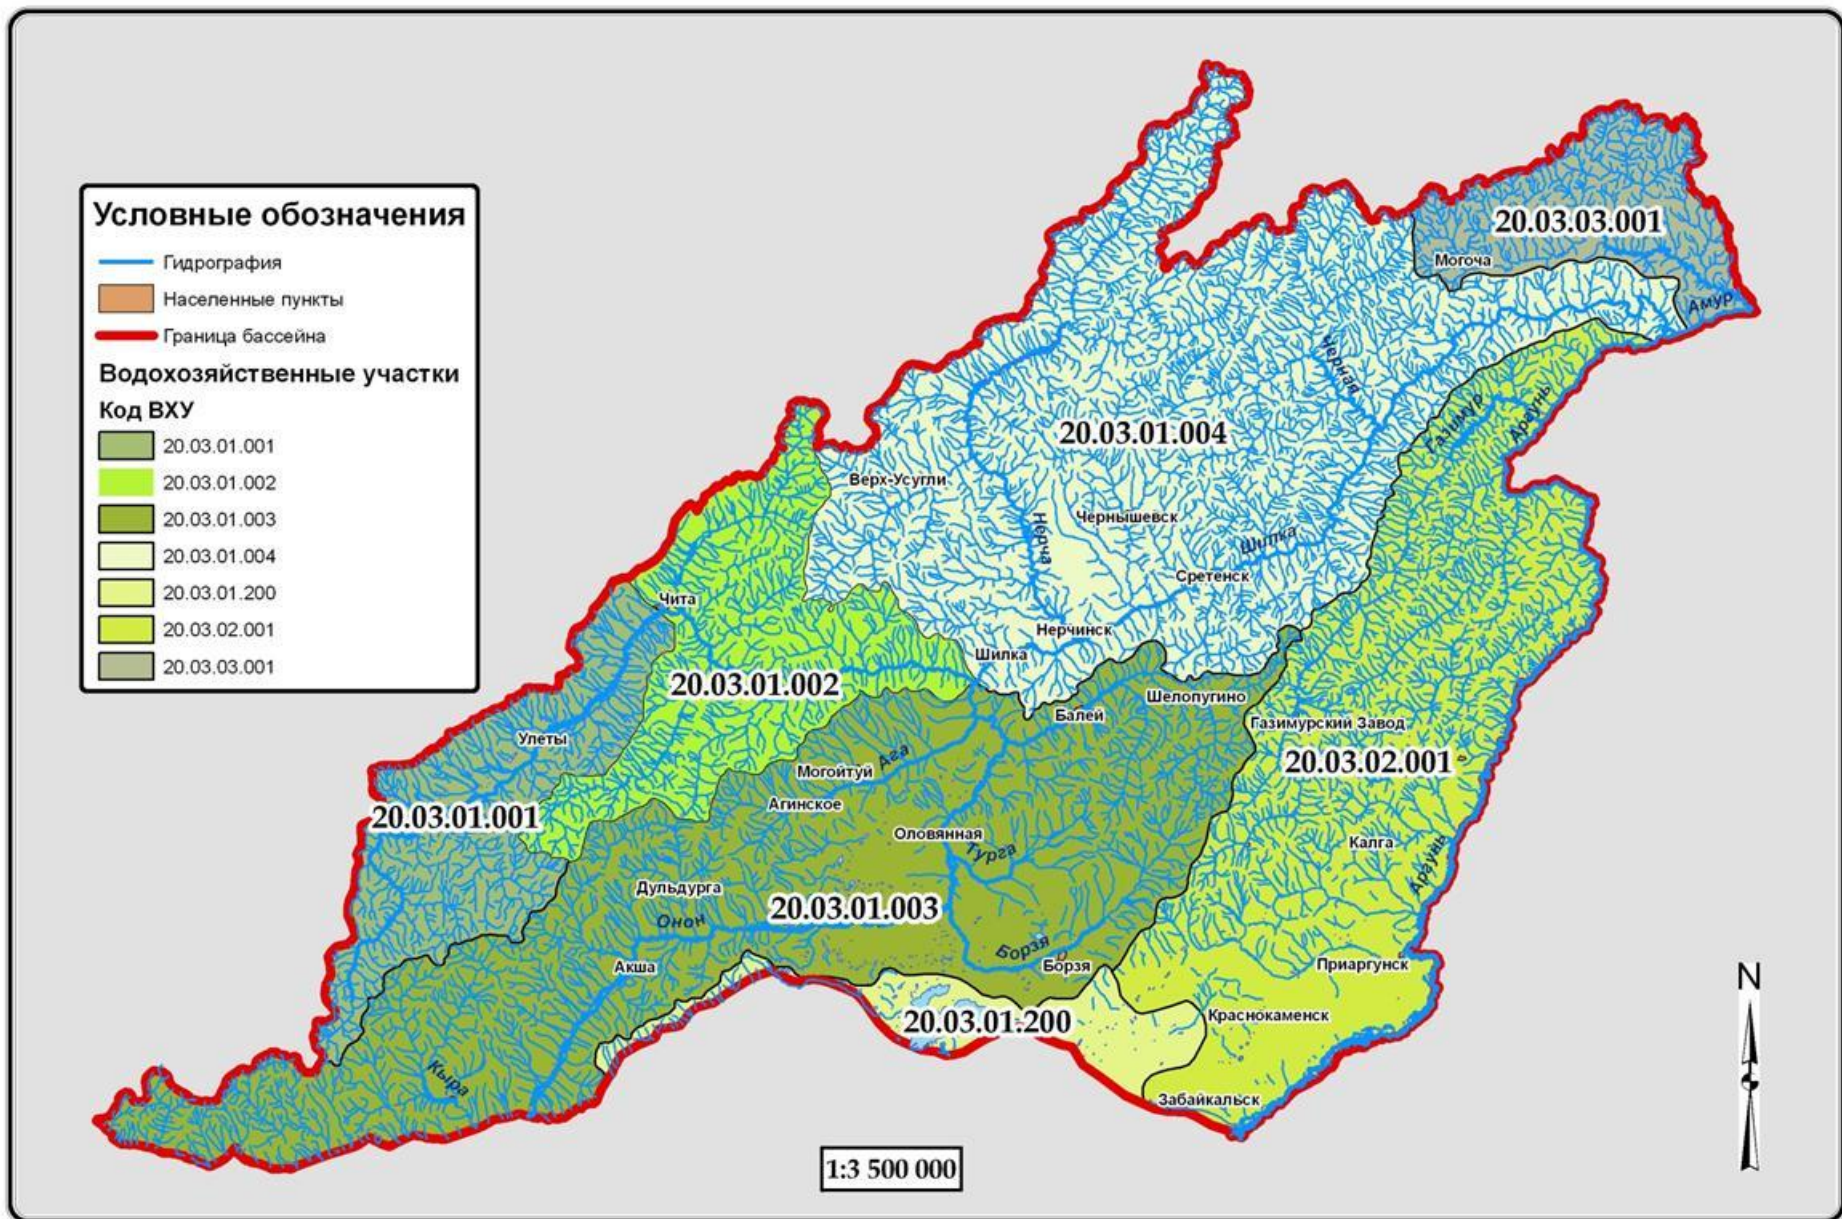 Условные обозначения
Гидрография
Населенные пункты
Граница бассейна
Водохозяйственные участки
Код ВХУ
20.03.01.001
20.03.01.002
20.03.01.003
20.03.01.004
20.03.01.200
20.03.02.001
20.03.03.001
20.03.03.001
Могоча
Амур
Черная
Газимур
Аргунь
20.03.01.004
Верх-Усугли
Нерча
Чернышевск
Шилка
Сретенск
Чита
Нерчинск
Шилка
20.03.01.002
Шелопугино
Балей
Газимурский Завод
Улеты
20.03.02.001
Ага
Могойтуй
Агинское
20.03.01.001
Оловянная
Турга
Калга
Аргунь
Дульдурга
20.03.01.003
Онон
Борзя
Акша
Борзя
Приаргунск
20.03.01.200
Краснокаменск
Кыра
Забайкальск
N
1:3 500 000